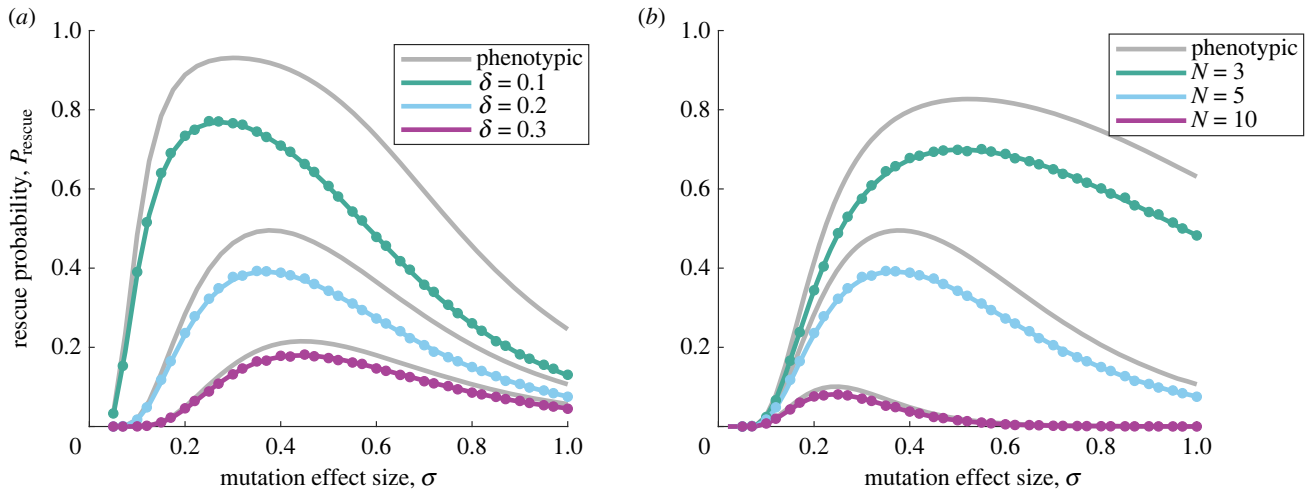 (a)
1.0
0.8
0.6
0.4
0.2
0
0.2
0.4
0.6
0.8
1.0
rescue probability, P_rescue
mutation effect size, σ
phenotypic
δ = 0.1
δ = 0.2
δ = 0.3
(b)
1.0
0.8
0.6
0.4
0.2
0
0.2
0.4
0.6
0.8
1.0
mutation effect size, σ
phenotypic
N = 3
N = 5
N = 10